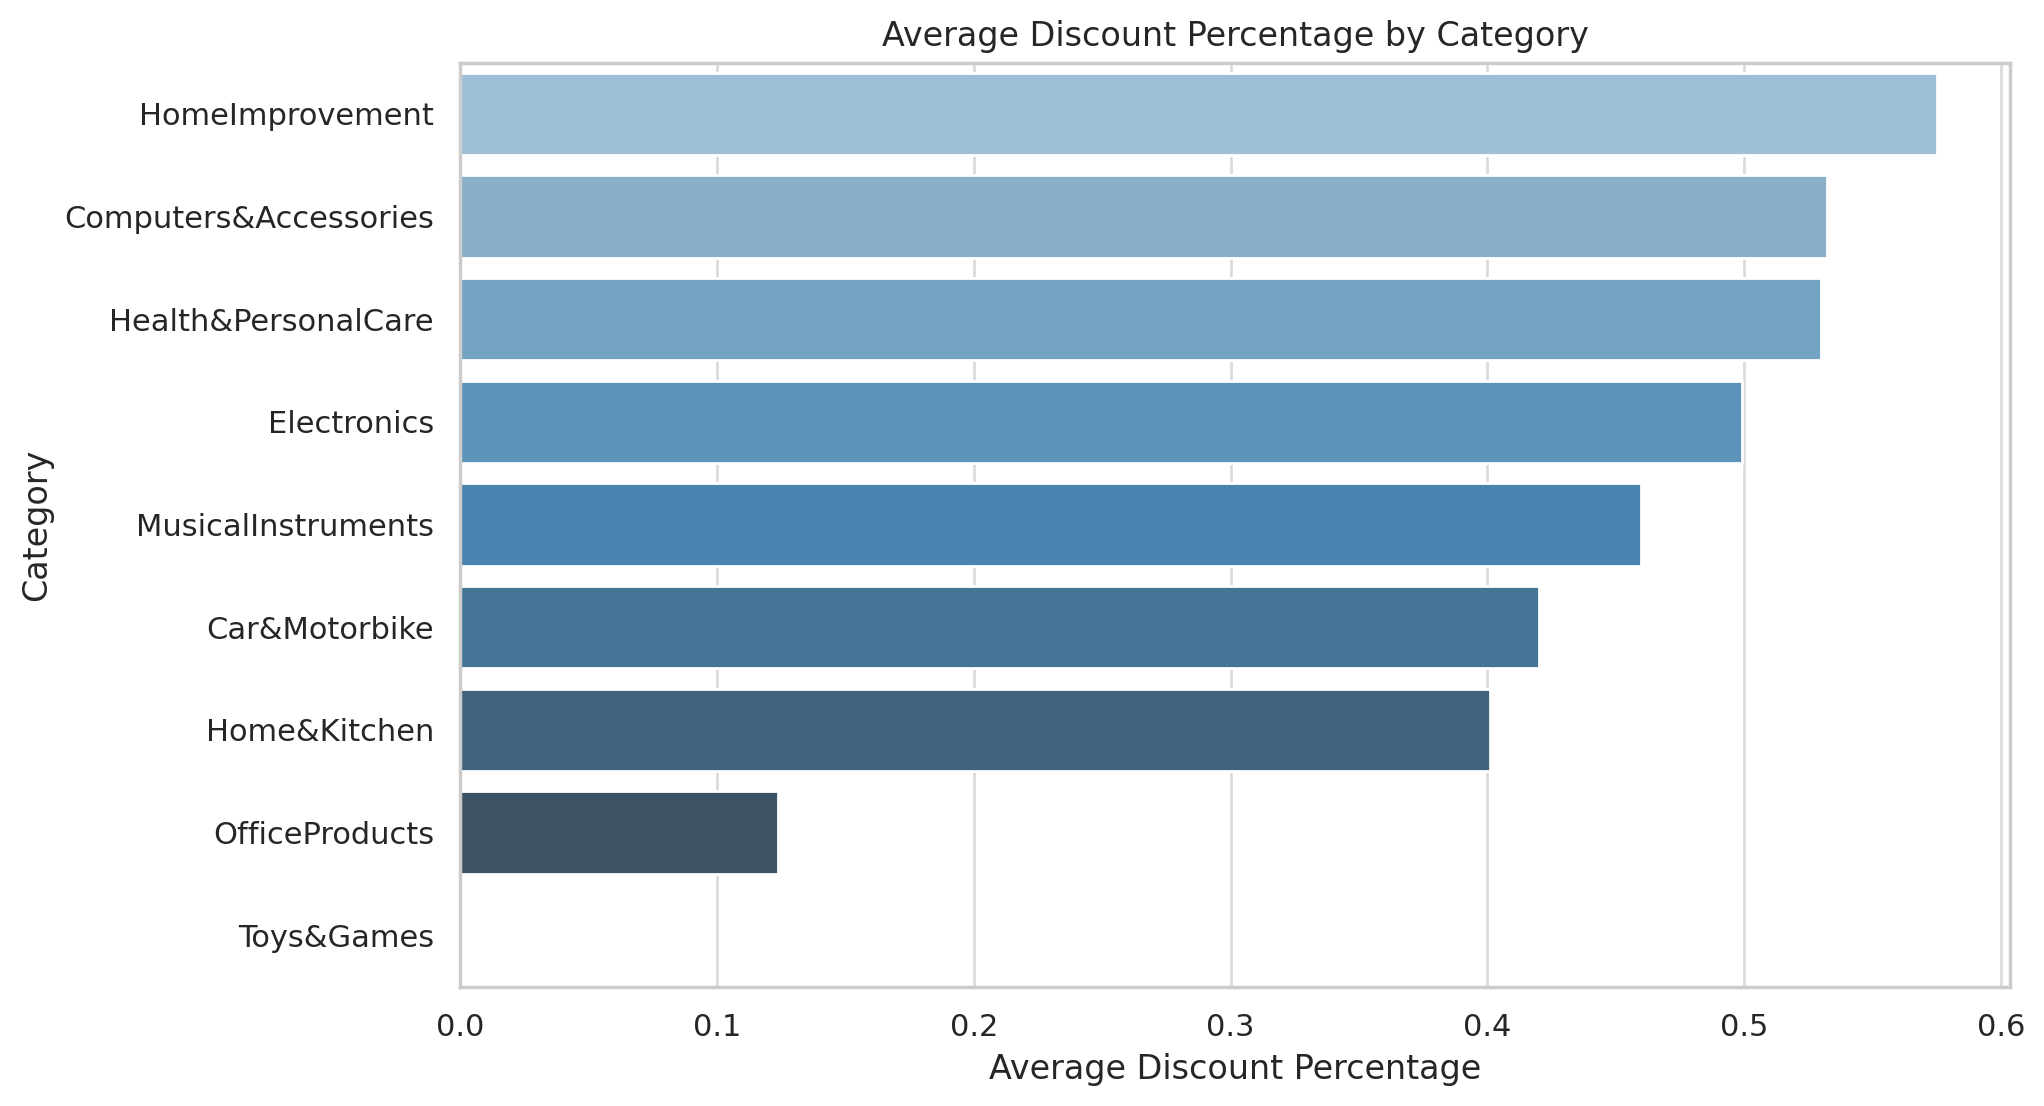 Average Discount Percentage by Category
Category
HomeImprovement
Computers&Accessories
Health&PersonalCare
Electronics
MusicalInstruments
Car&Motorbike
Home&Kitchen
OfficeProducts
Toys&Games
0.0 0.1 0.2 0.3 0.4 0.5 0.6
Average Discount Percentage